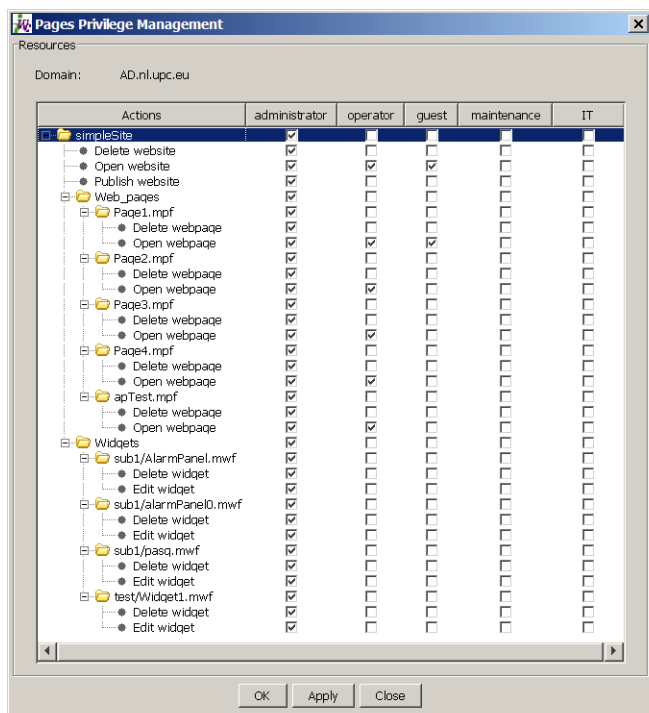 Pages Privilege Management
Resources
Domain: AD.nl.upc.eu
Actions administrator operator guest maintenance IT
simpleSite
Delete website
Open website
Publish website
Web_pages
Page1.mpf
Delete webpage
Open webpage
Page2.mpf
Delete webpage
Open webpage
Page3.mpf
Delete webpage
Open webpage
Page4.mpf
Delete webpage
Open webpage
apTest.mpf
Delete webpage
Open webpage
Widgets
sub1/AlarmPanel.mwf
Delete widget
Edit widget
sub1/alarmPanel0.mwf
Delete widget
Edit widget
sub1/pasq.mwf
Delete widget
Edit widget
test/Widget1.mwf
Delete widget
Edit widget
OK Apply Close